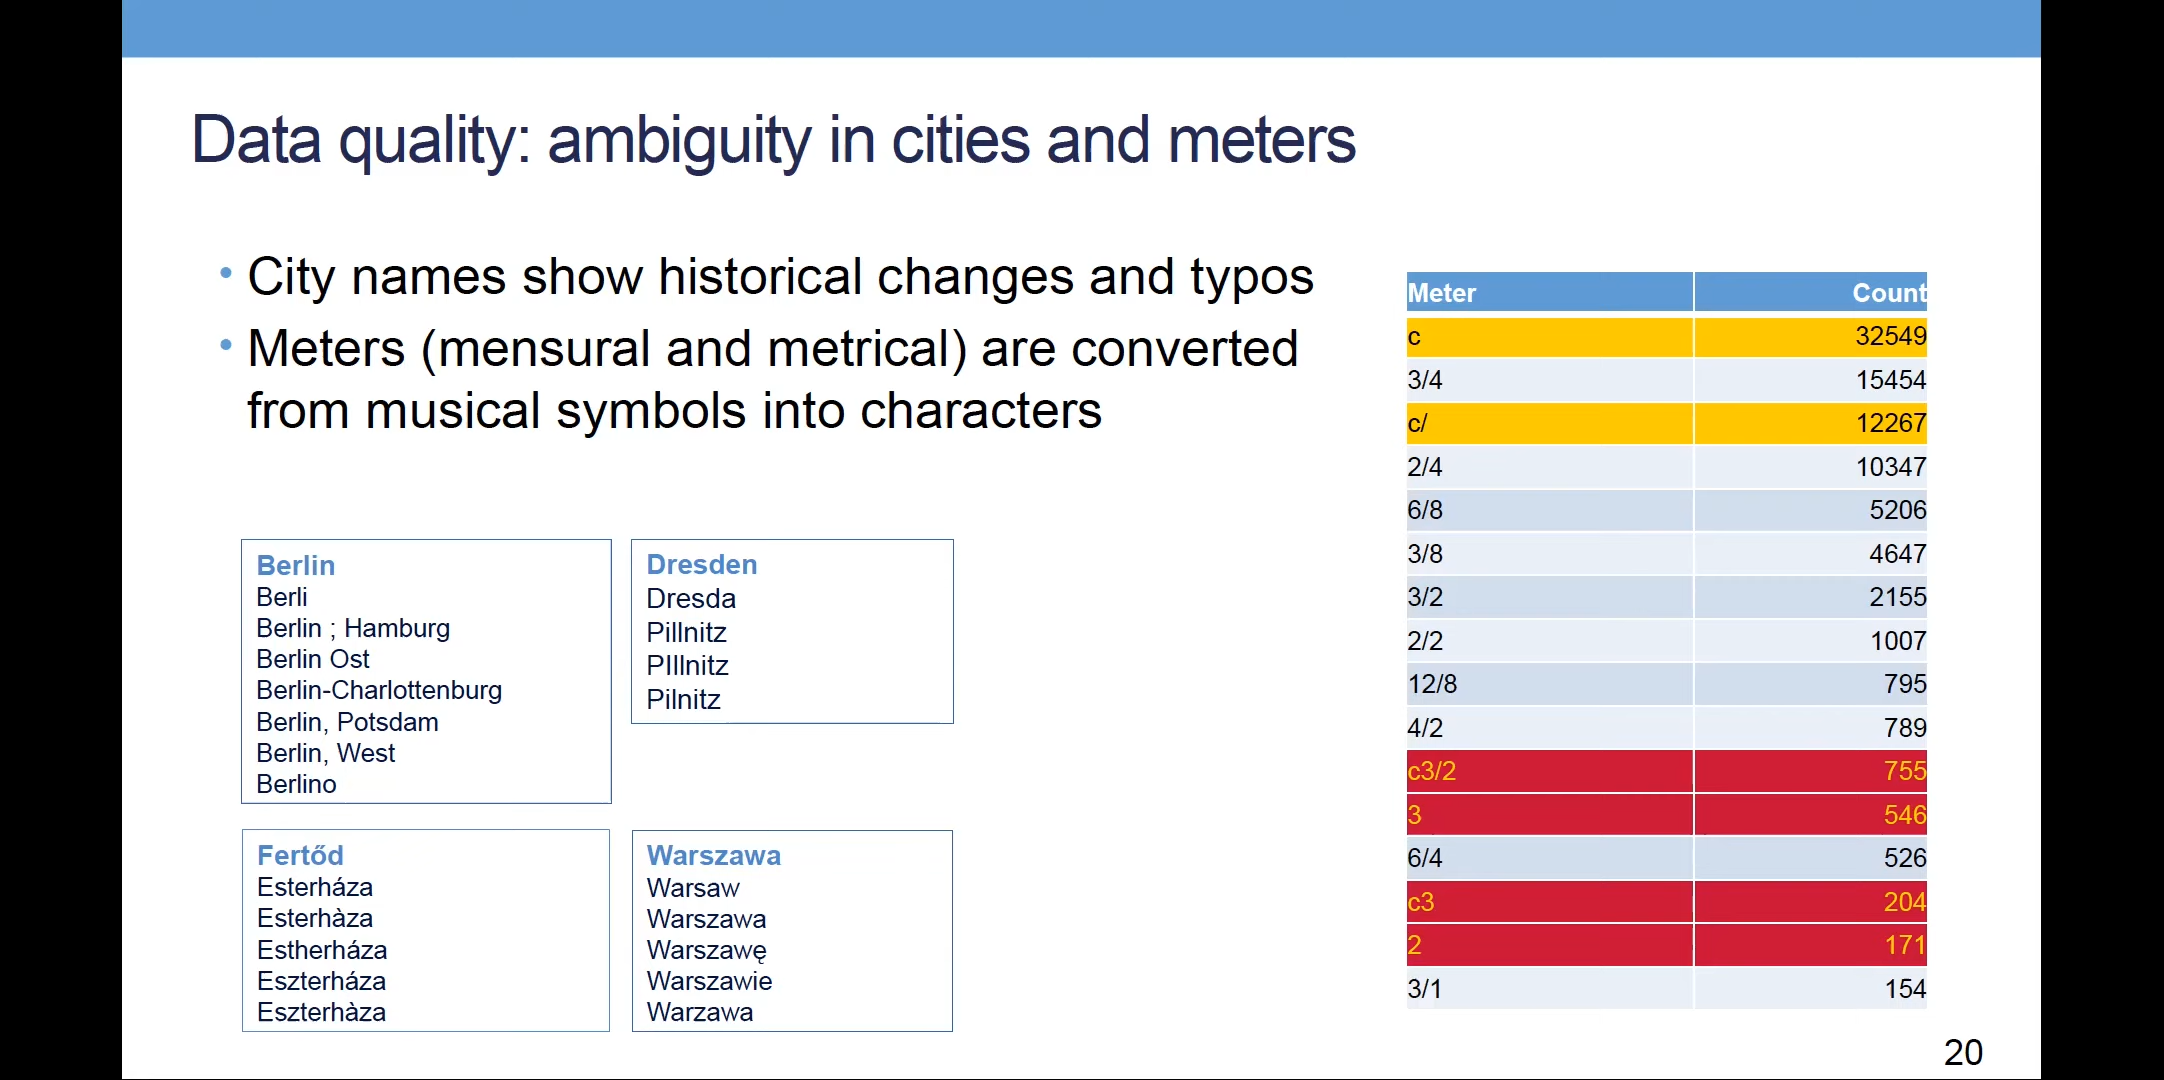 Data quality: ambiguity in cities and meters
• City names show historical changes and typos
• Meters (mensural and metrical) are converted
from musical symbols into characters
Berlin
Berli
Berlin ; Hamburg
Berlin Ost
Berlin-Charlottenburg
Berlin, Potsdam
Berlin, West
Berlino
Dresden
Dresda
Pillnitz
PIllnitz
Pilnitz
Fertőd
Esterháza
Esterhàza
Estherháza
Eszterháza
Eszterhàza
Warszawa
Warsaw
Warszawa
Warszawę
Warszawie
Warzawa
Meter Count
c 32549
3/4 15454
c/ 12267
2/4 10347
6/8 5206
3/8 4647
3/2 2155
2/2 1007
12/8 795
4/2 789
c3/2 755
3 546
6/4 526
c3 204
2 171
3/1 154
20